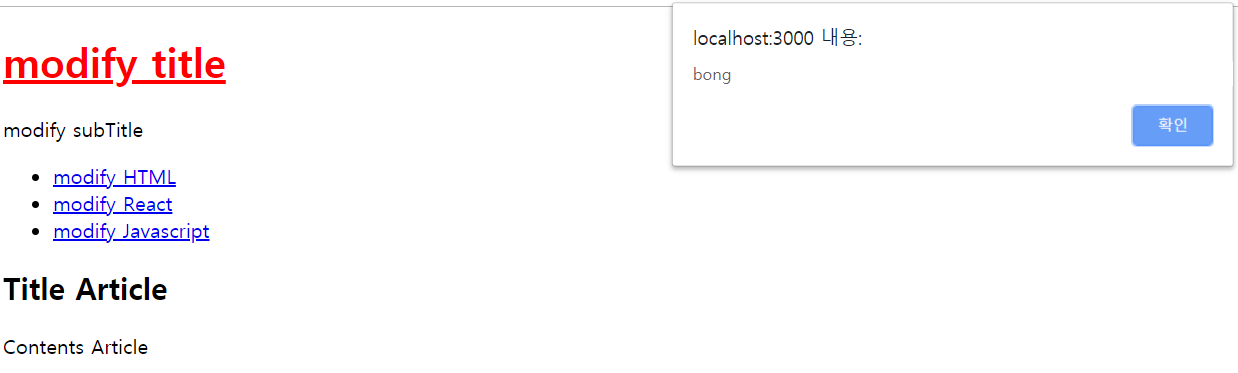 modify title
modify subTitle
modify HTML
modify React
modify Javascript
Title Article
Contents Article
localhost:3000 내용:
bong
확인